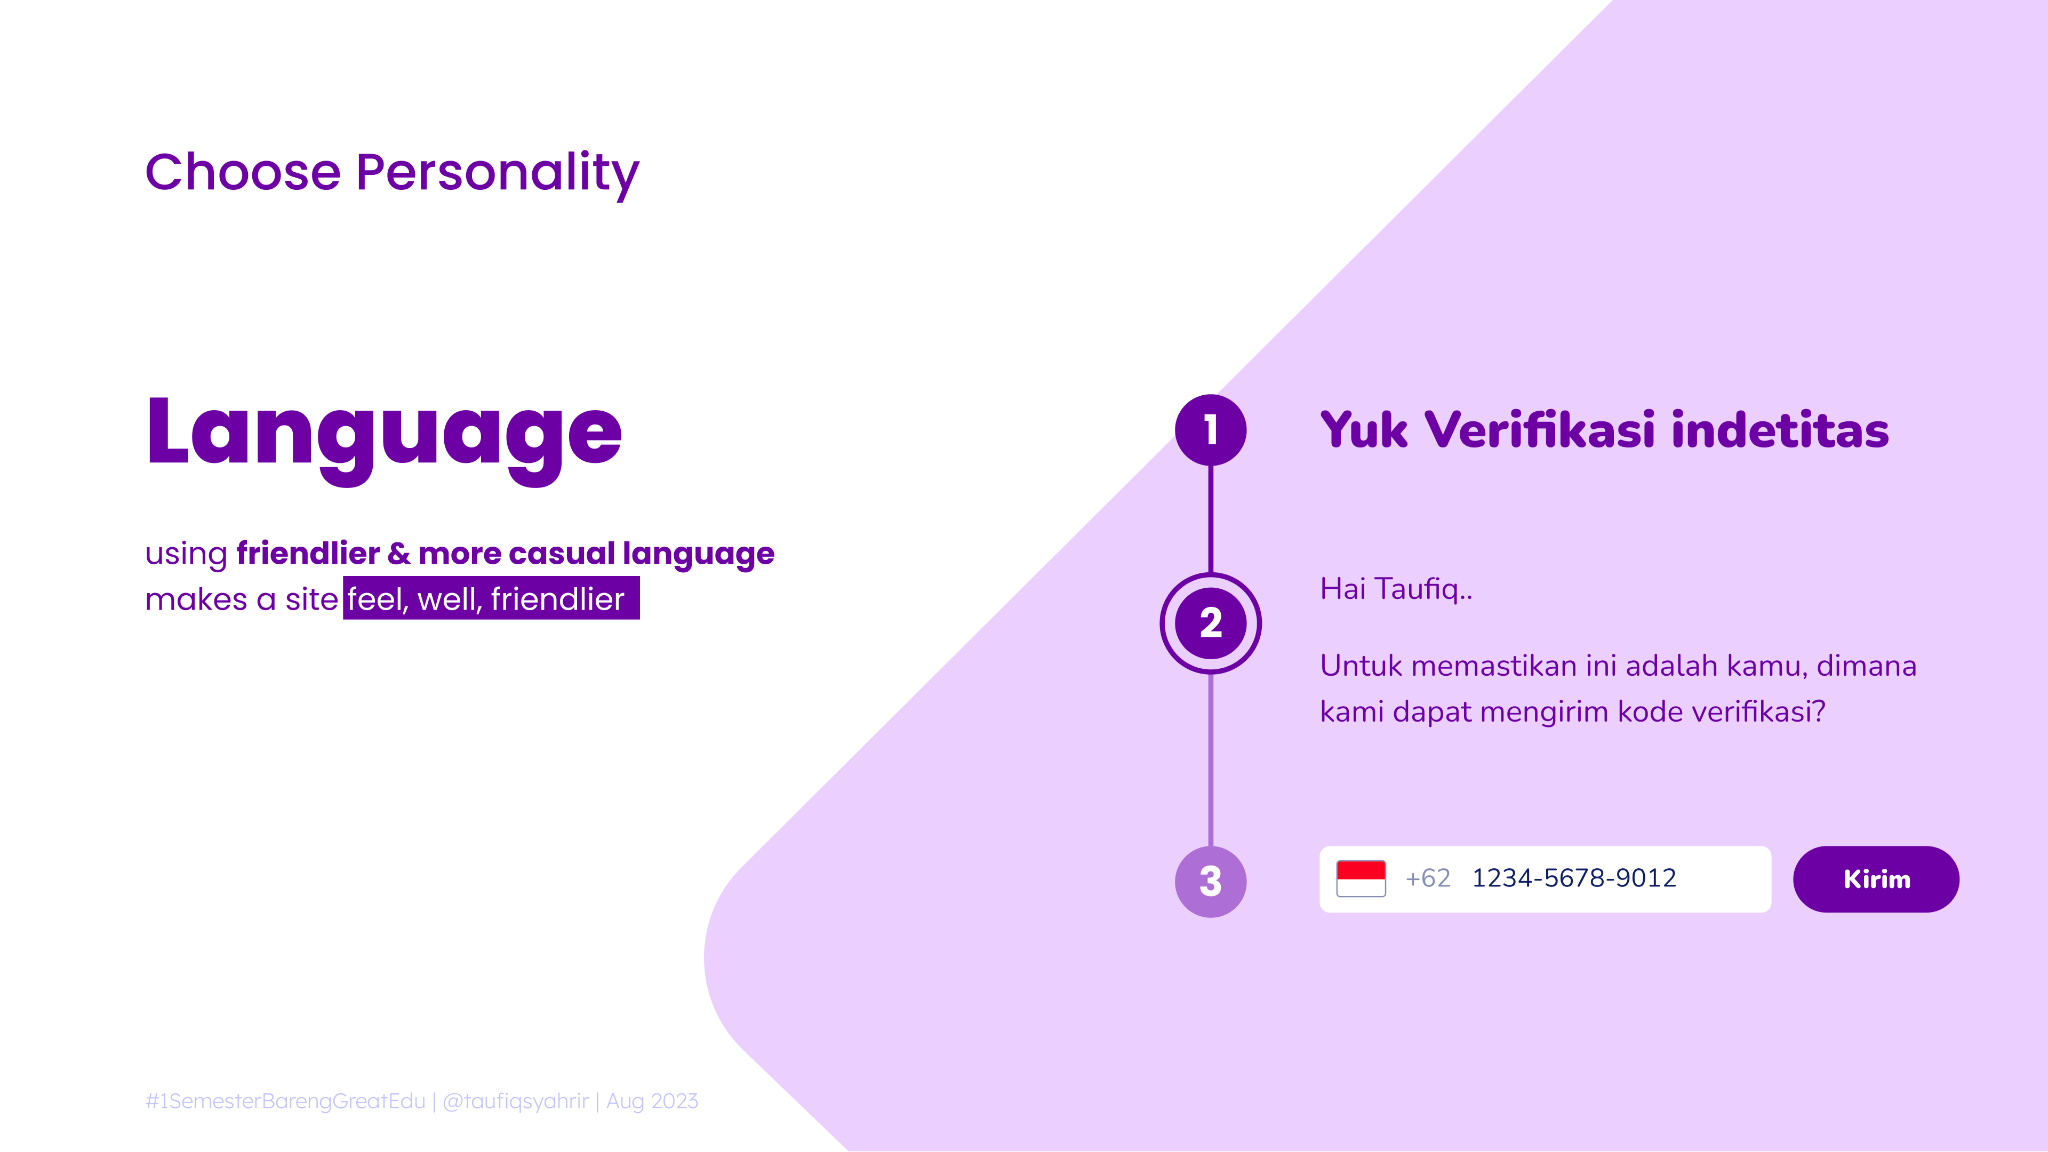 Choose Personality
Language
using friendlier & more casual language
makes a site feel, well, friendlier
1
Yuk Verifikasi indetitas
2
Hai Taufiq..
Untuk memastikan ini adalah kamu, dimana
kami dapat mengirim kode verifikasi?
3
+62 1234-5678-9012
Kirim
#1SemesterBarengGreatEdu | @taufiqsyahrir | Aug 2023